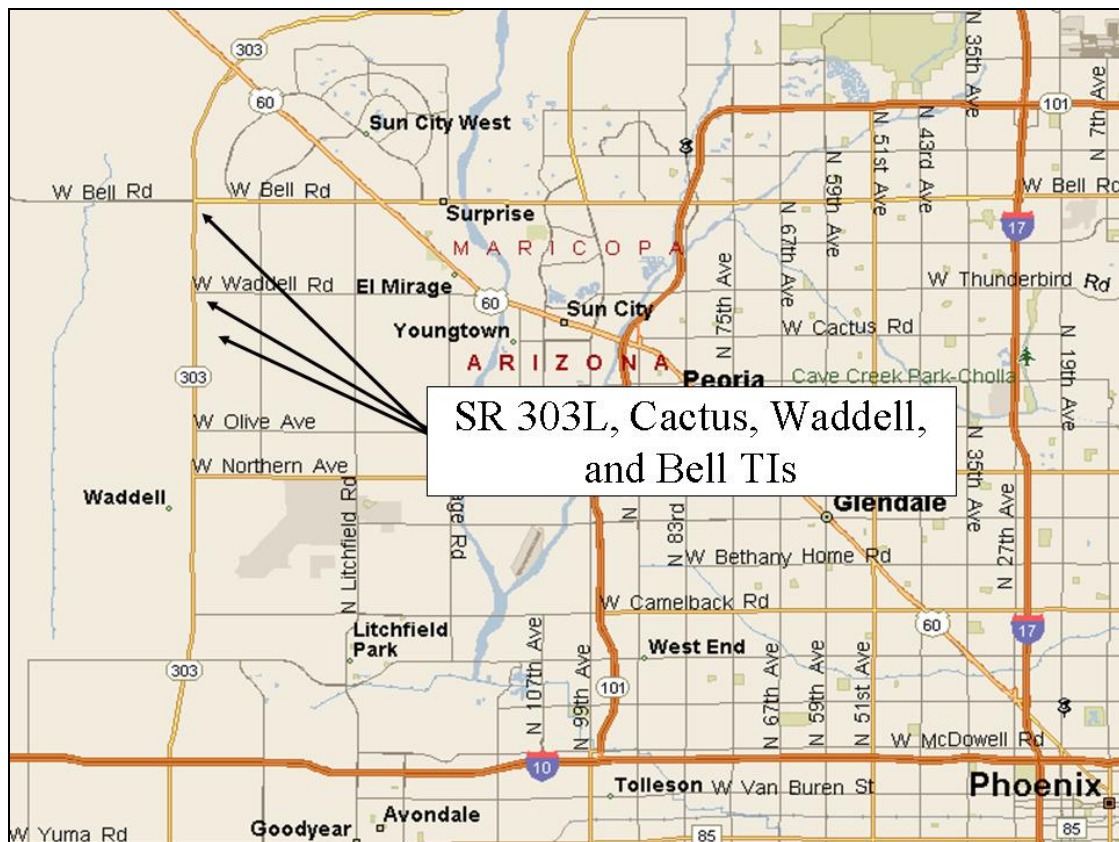 303
60
Sun City West
N 35th Ave
N 7th Ave
101
N 51st Ave
N 43rd Ave
N 59th Ave
W Bell Rd
W Bell Rd
W Bell Rd
Surprise
N 67th Ave
17
MARICOPA
W Waddell Rd
El Mirage
N 75th Ave
W Thunderbird Rd
60
Sun City
W Cactus Rd
Youngtown
N 19th Ave
ARIZONA
303
Peoria
Cave Creek Park-Cholla
SR 303L, Cactus, Waddell,
and Bell TIs
W Olive Ave
N 35th Ave
W Northern Ave
Waddell
N Litchfield Rd
age Rd
N
N 83rd
Glendale
N 27th Ave
W Bethany Home Rd
W Camelback Rd
60
17
Litchfield
Park
N 107th Ave
N 99th Ave
West End
303
101
N 67th Ave
N 59th Ave
N 51st Ave
W McDowell Rd
10
Tolleson
W Van Buren St
Phoenix
Avondale
W Yuma Rd
Goodyear
85
85